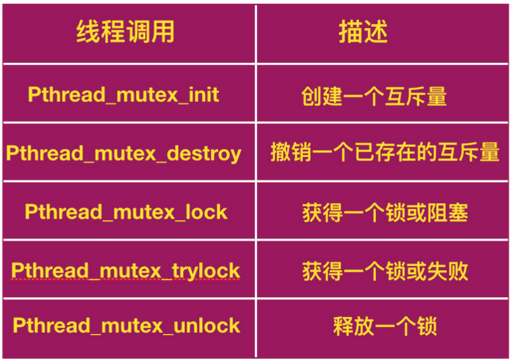 线程调用 描述
Pthread_mutex_init 创建一个互斥量
Pthread_mutex_destroy 撤销一个已存在的互斥量
Pthread_mutex_lock 获得一个锁或阻塞
Pthread_mutex_trylock 获得一个锁或失败
Pthread_mutex_unlock 释放一个锁